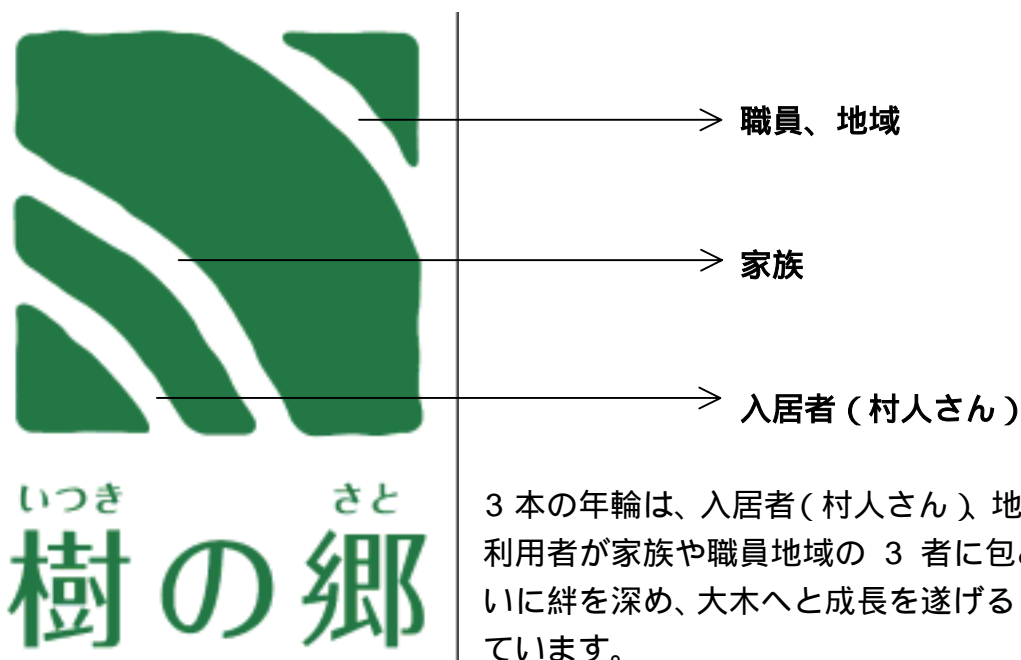 職員、地域
家族
入居者(村人さん)
いつき さと
樹の郷
3本の年輪は、入居者(村人さん)、地
利用者が家族や職員地域の 3 者に包
いに絆を深め、大木へと成長を遂げる
ています。